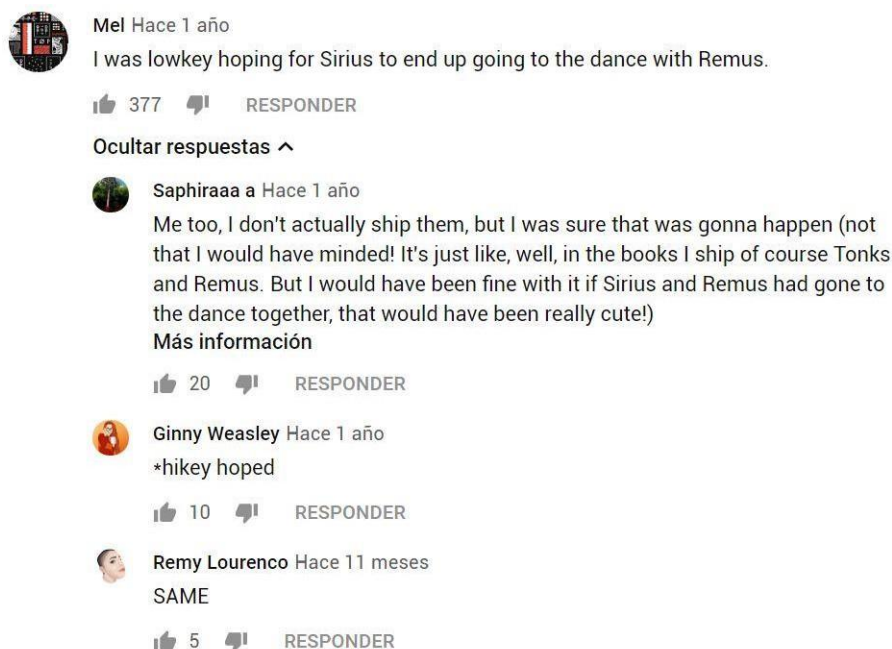 Mel Hace 1 año
I was lowkey hoping for Sirius to end up going to the dance with Remus.
377 RESPONDER
Ocultar respuestas
Saphiraaa a Hace 1 año
Me too, I don't actually ship them, but I was sure that was gonna happen (not
that I would have minded! It's just like, well, in the books I ship of course Tonks
and Remus. But I would have been fine with it if Sirius and Remus had gone to
the dance together, that would have been really cute!)
Más información
20 RESPONDER
Ginny Weasley Hace 1 año
*hikey hoped
10 RESPONDER
Remy Lourenco Hace 11 meses
SAME
5 RESPONDER